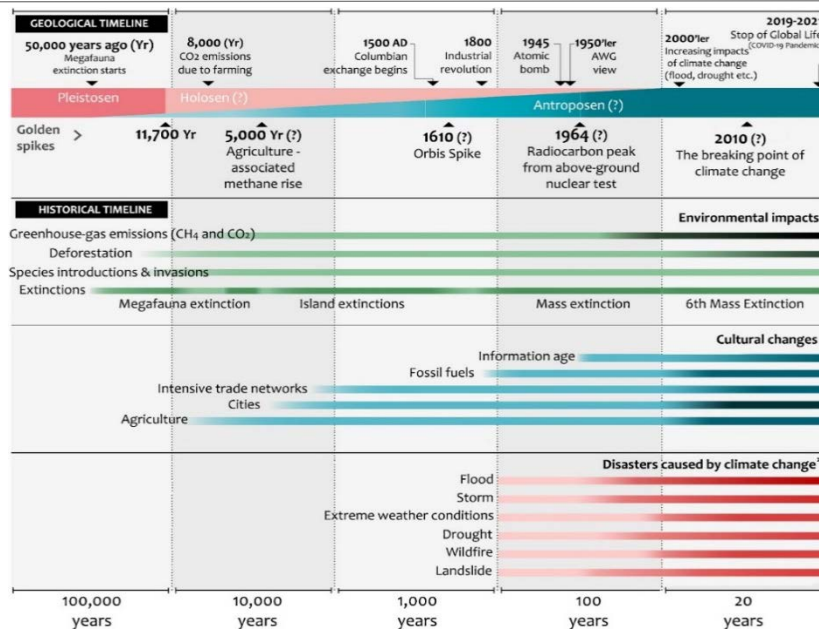 GEOLOGICAL TIMELINE
50,000 years ago (Yr)
Megafauna
extinction starts
8,000 (Yr)
CO2 emissions
due to farming
1500 AD
Columbian
exchange begins
1800
Industrial
revolution
1945
Atomic
bomb
1950'ler
AWG
view
2000'ler
Increasing impacts
of climate change
(flood, drought etc.)
2019-2021
Stop of Global Life
(COVID-19 Pandemic)
Pleistosen
Holosen (?)
Antroposen (?)
Golden
spikes >
11,700 Yr
5,000 Yr (?)
Agriculture -
associated
methane rise
1610 (?)
Orbis Spike
1964 (?)
Radiocarbon peak
from above-ground
nuclear test
2010 (?)
The breaking point of
climate change
HISTORICAL TIMELINE
Environmental impacts
Greenhouse-gas emissions (CH4 and CO2)
Deforestation
Species introductions & invasions
Extinctions
Megafauna extinction
Island extinctions
Mass extinction
6th Mass Extinction
Cultural changes
Information age
Fossil fuels
Intensive trade networks
Cities
Agriculture
Disasters caused by climate change
Flood
Storm
Extreme weather conditions
Drought
Wildfire
Landslide
100,000
years
10,000
years
1,000
years
100
years
20
years